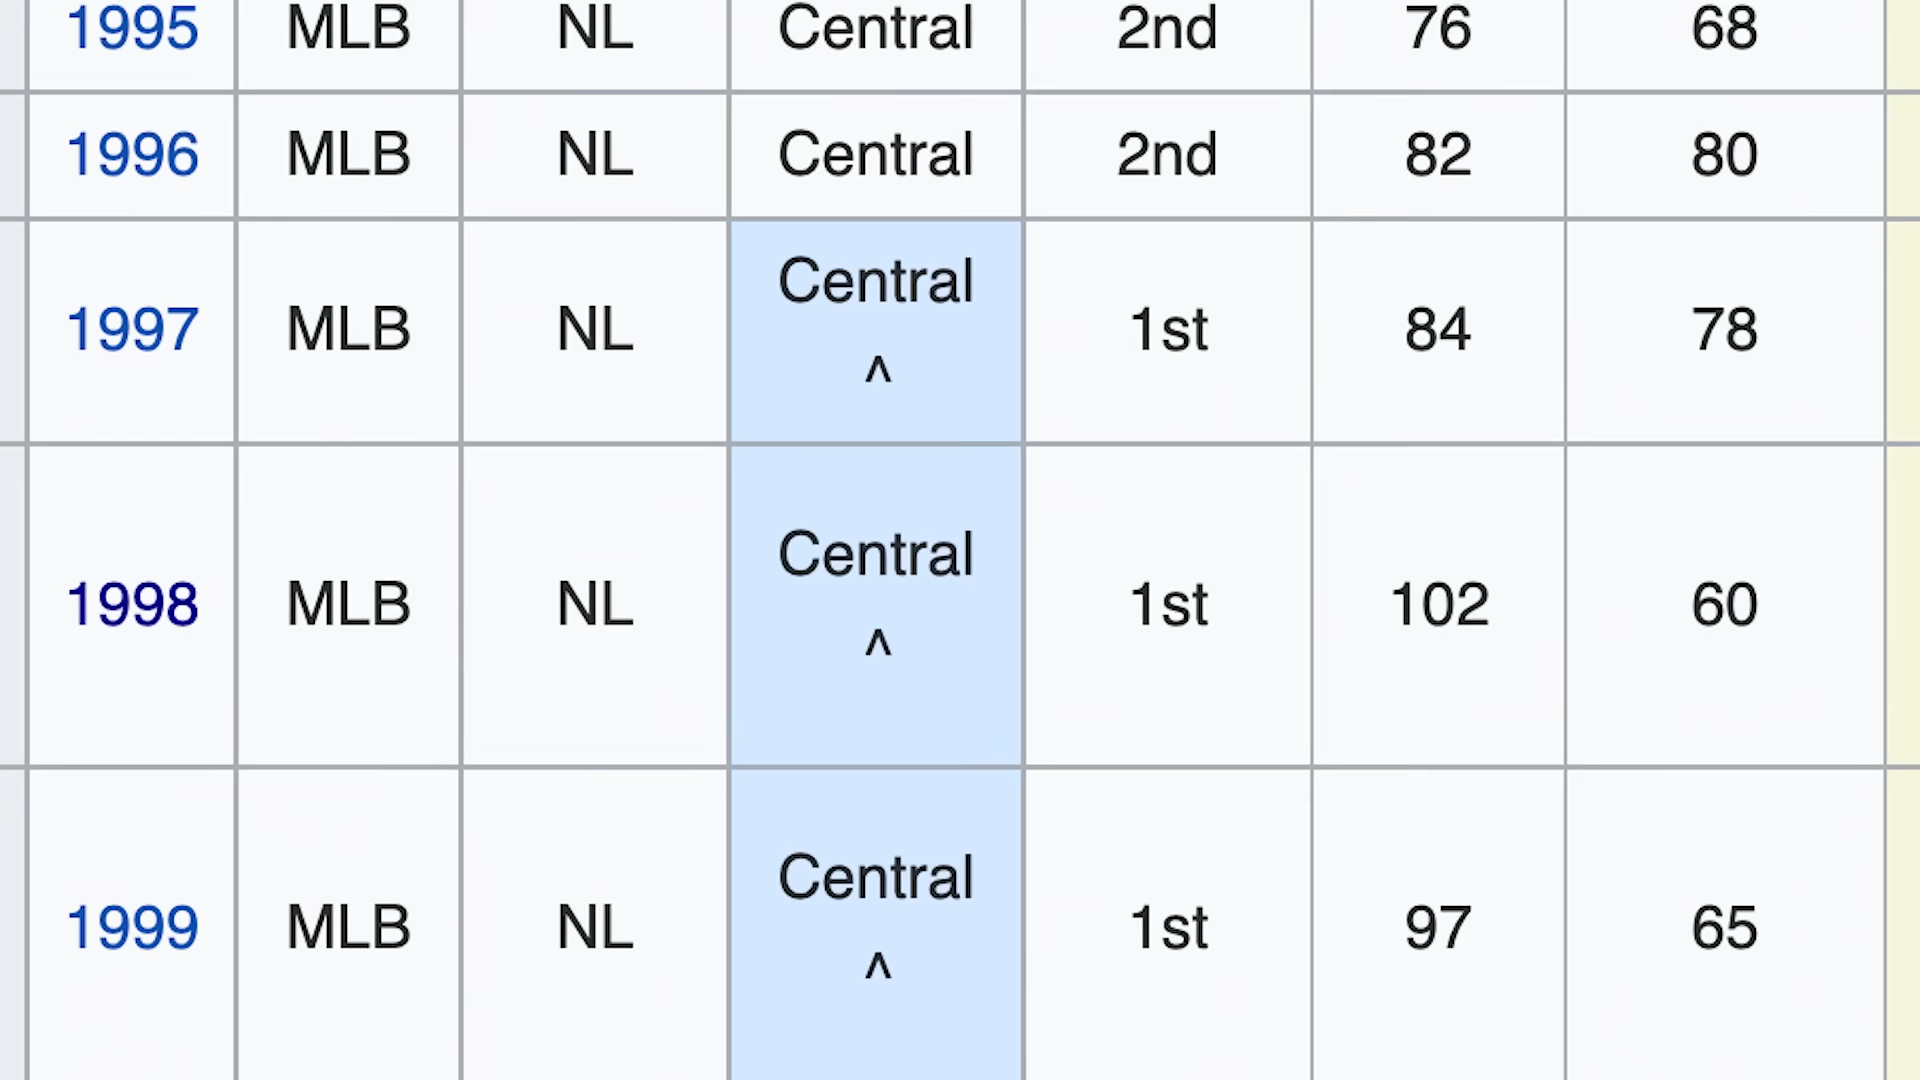 1995 MLB NL Central 2nd 76 68
1996 MLB NL Central 2nd 82 80
1997 MLB NL Central ^ 1st 84 78
1998 MLB NL Central ^ 1st 102 60
1999 MLB NL Central ^ 1st 97 65